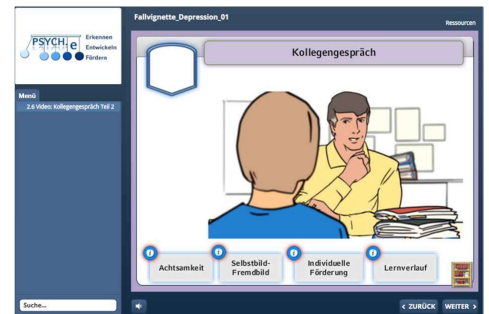 PSYCH.e
Erkennen
Entwickeln
Fördern
Menü
2.6 Video: Kollegengespräch Teil 2
Suche...
Fallvignette_Depression_01
Ressourcen
Kollegengespräch
Achtsamkeit
Selbstbild-
Fremdbild
Individuelle
Förderung
Lernverlauf
< ZURÜCK WEITER >